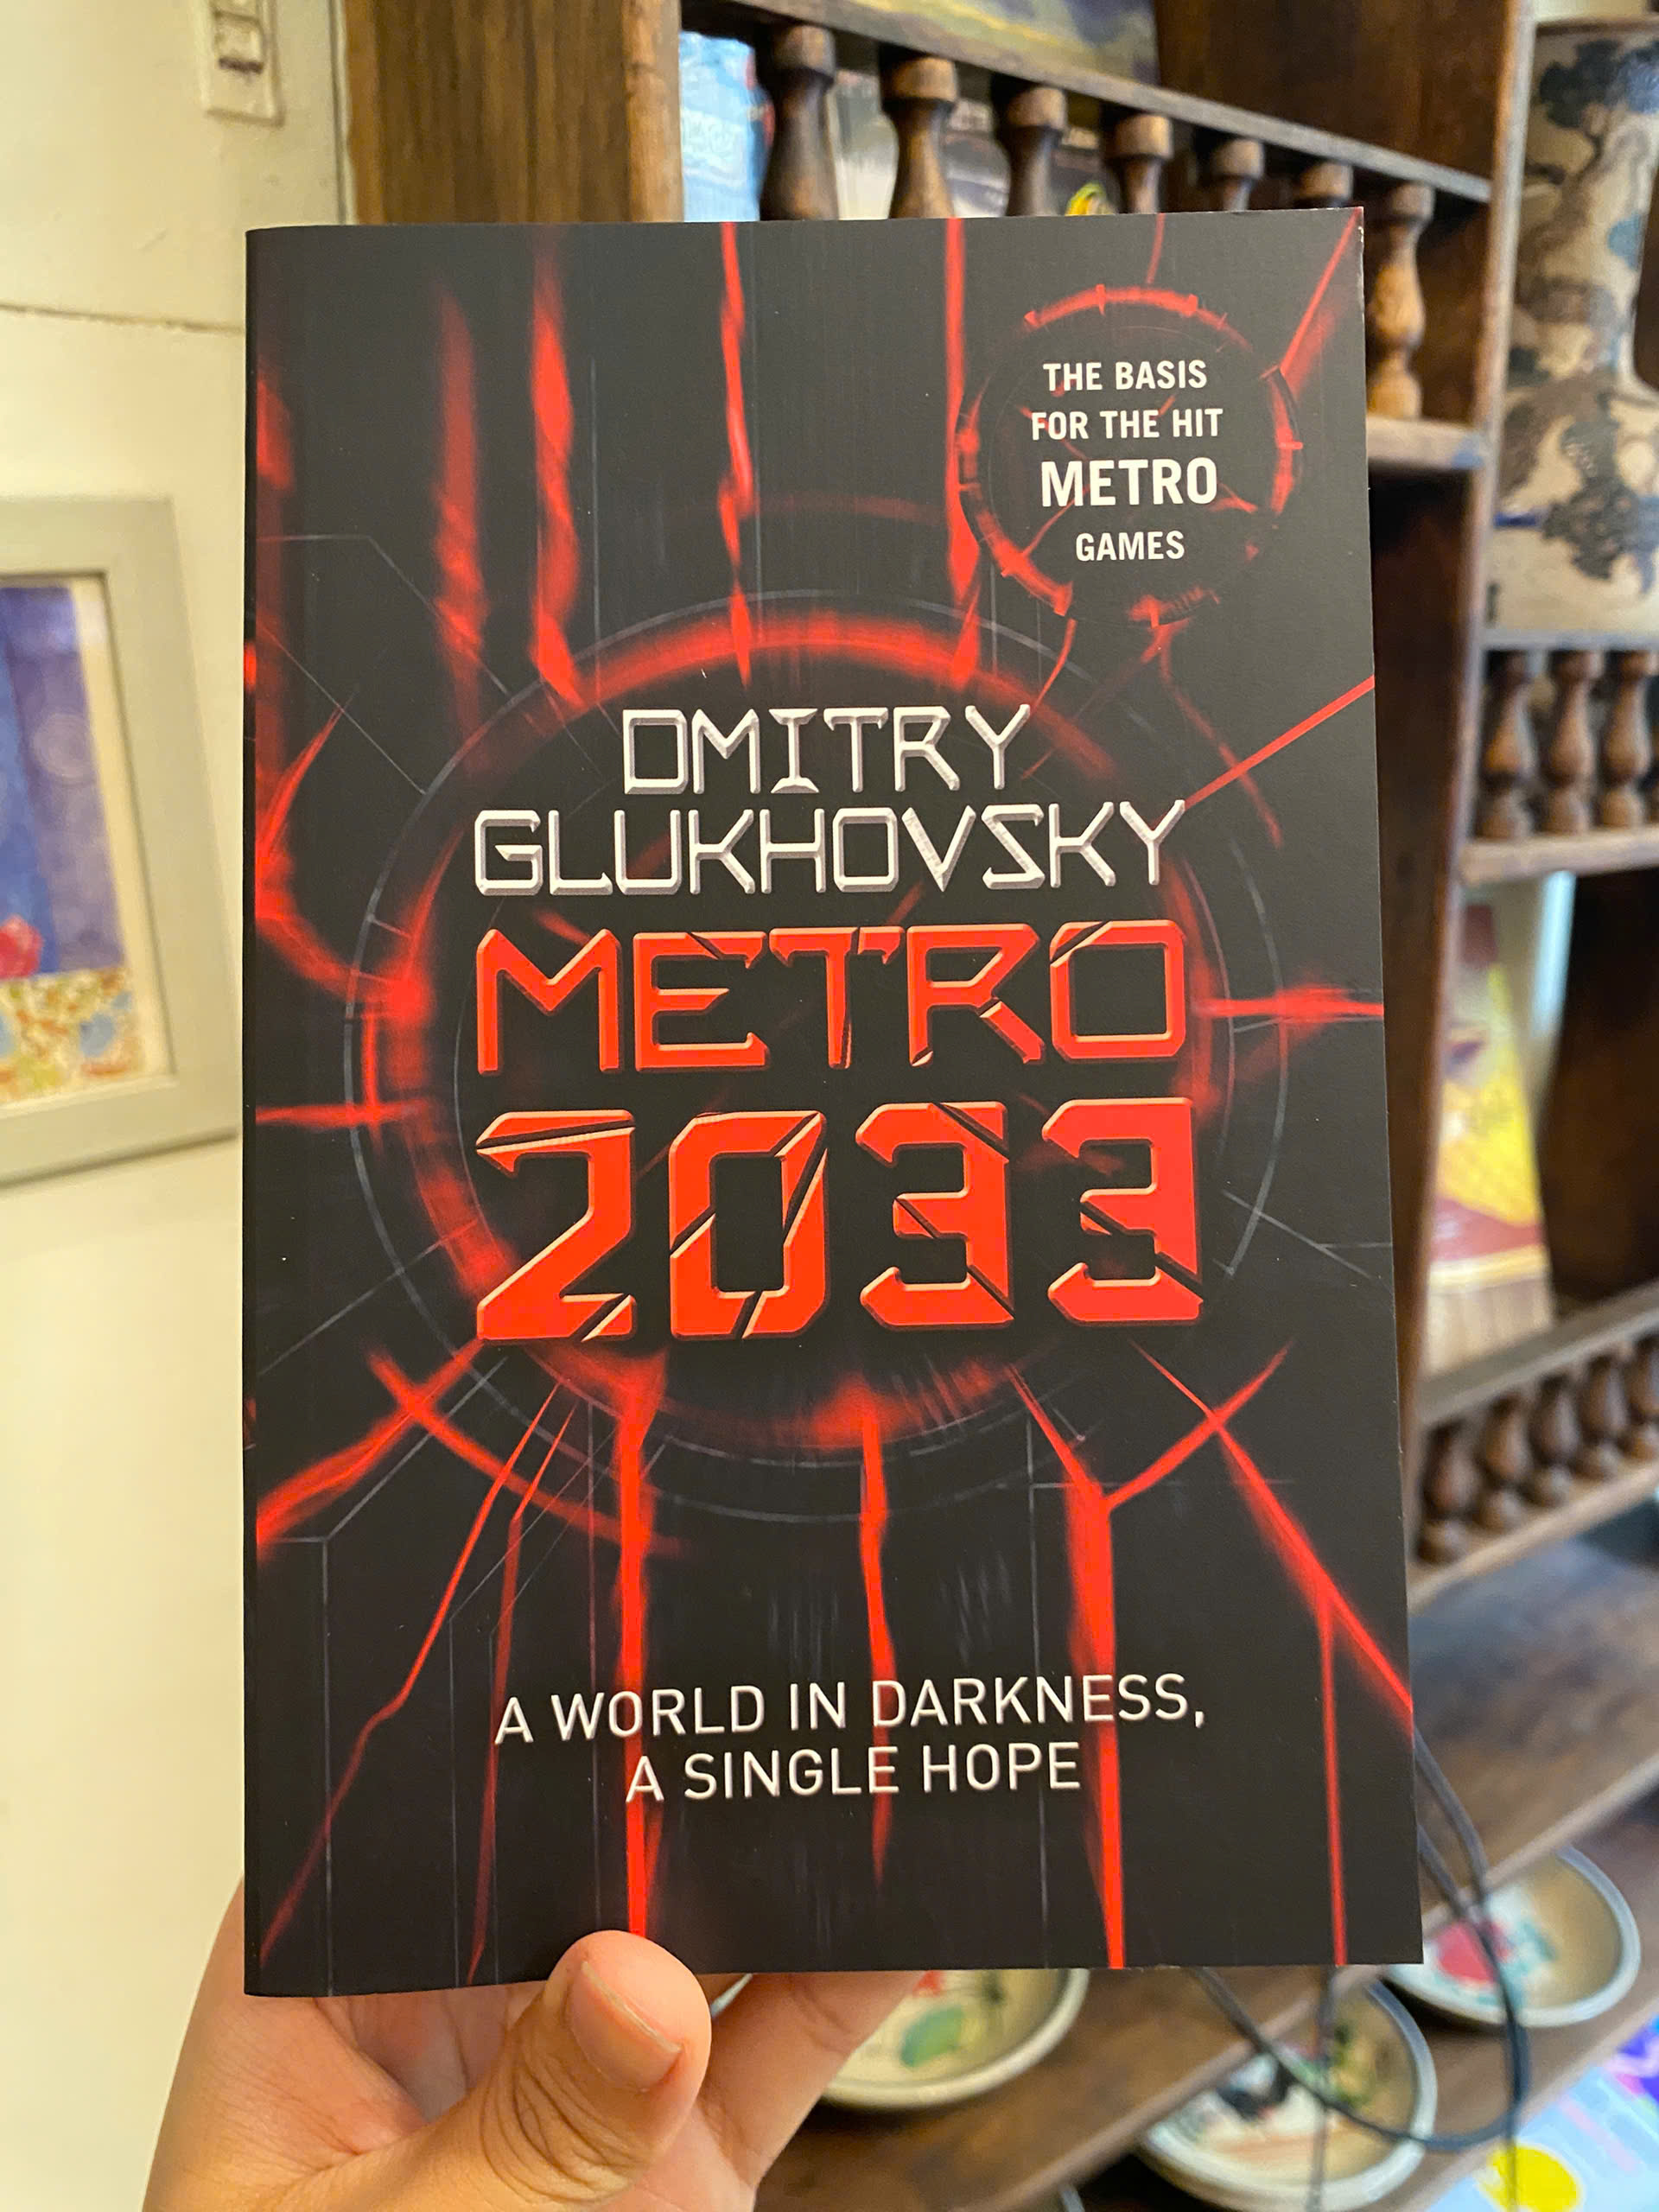 THE BASIS
FOR THE HIT
METRO
GAMES
DMITRY
GLUKHOVSKY
METRO
2033
A WORLD IN DARKNESS,
A SINGLE HOPE